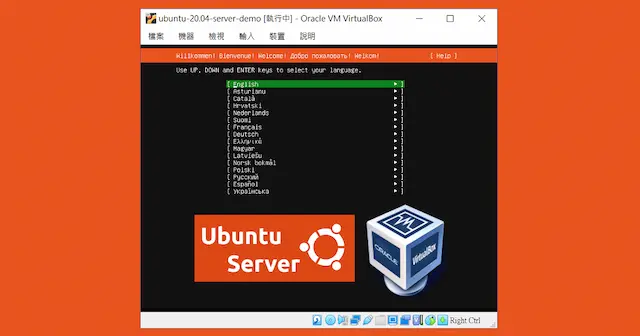 ubuntu-20.04-server-demo [執行中] - Oracle VM VirtualBox
檔案 機器 檢視 輸入 裝置 說明
Willkommen! Bienvenue! Welcome! Добро пожаловать! Welkom! [ Help ]
Use UP, DOWN and ENTER keys to select your language.
[ English ▸ ]
[ Asturianu ▸ ]
[ Català ▸ ]
[ Hrvatski ▸ ]
[ Nederlands ▸ ]
[ Suomi ▸ ]
[ Français ▸ ]
[ Deutsch ▸ ]
[ Ελληνικά ▸ ]
[ Magyar ▸ ]
[ Latviešu ▸ ]
[ Norsk bokmål ▸ ]
[ Polski ▸ ]
[ Русский ▸ ]
[ Español ▸ ]
[ Українська ▸ ]
Ubuntu
Server
ORACLE VirtualBox
Right Ctrl